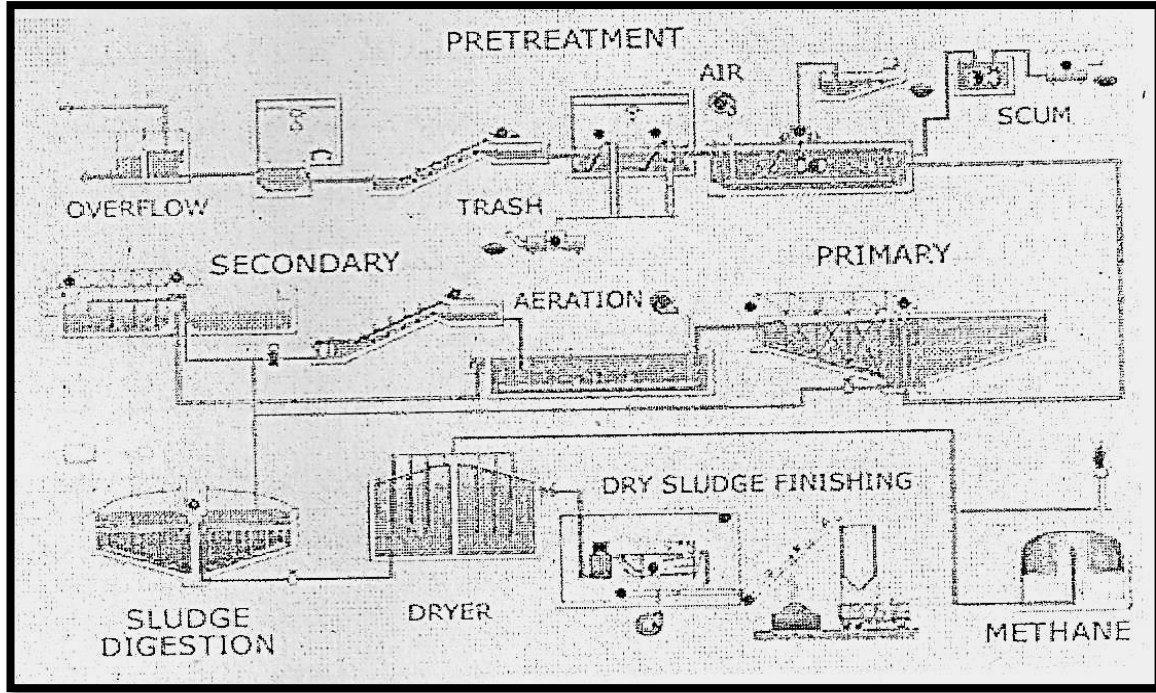 PRETREATMENT
AIR
SCUM
OVERFLOW
TRASH
SECONDARY
PRIMARY
AERATION
DRY SLUDGE FINISHING
SLUDGE
DIGESTION
DRYER
METHANE